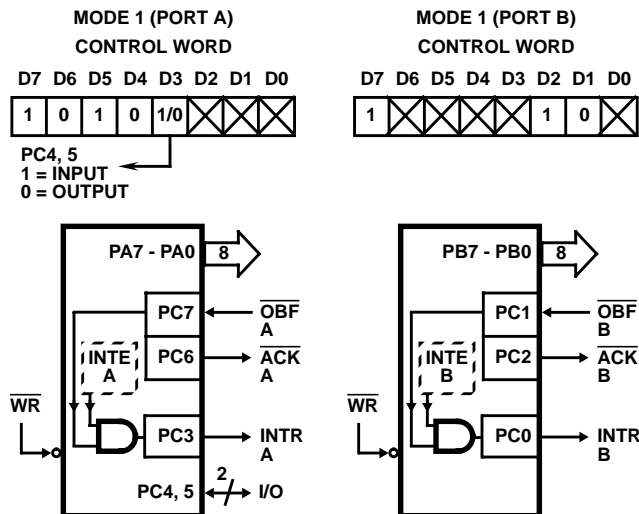 MODE 1 (PORT A)
CONTROL WORD
D7 D6 D5 D4 D3 D2 D1 D0
1 0 1 0 1/0
PC4, 5
1 = INPUT
0 = OUTPUT
PA7 - PA0
8
PC7
OBF
A
INTE
A
PC6
ACK
A
WR
PC3
INTR
A
PC4, 5
2
I/O
MODE 1 (PORT B)
CONTROL WORD
D7 D6 D5 D4 D3 D2 D1 D0
1 1 0
PB7 - PB0
8
PC1
OBF
B
INTE
B
PC2
ACK
B
WR
PC0
INTR
B